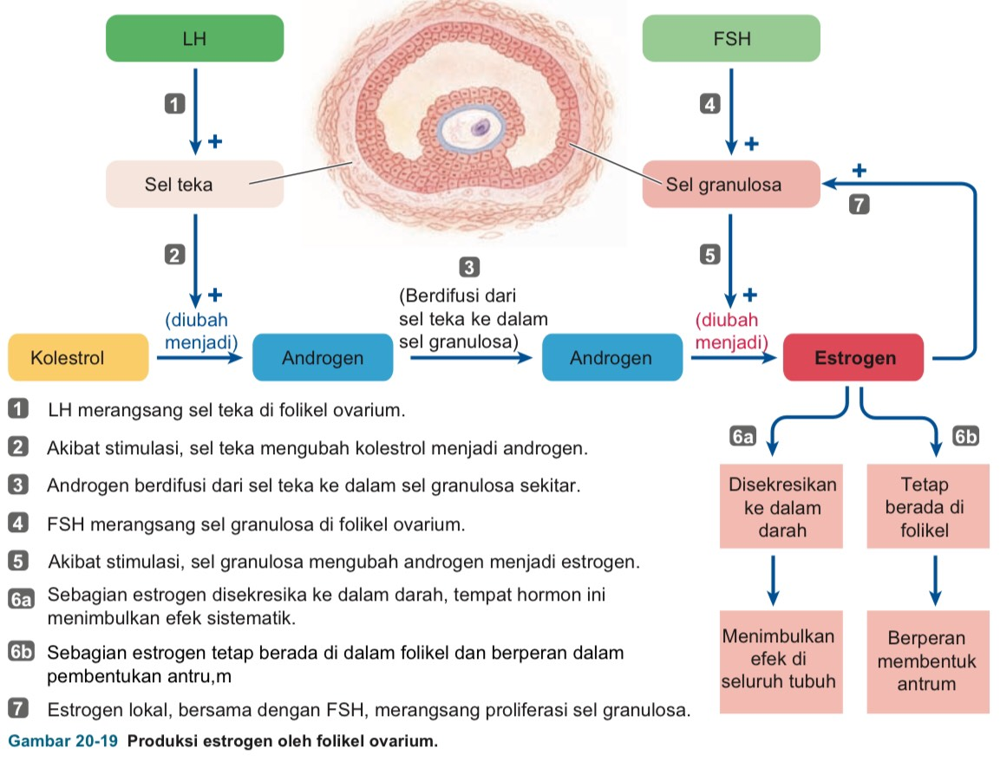 LH
FSH
1
4
+
+
+
Sel teka
Sel granulosa
7
2
3
5
+
(Berdifusi dari
sel teka ke dalam
sel granulosa)
+
(diubah
menjadi)
(diubah
menjadi)
Kolestrol
Androgen
Androgen
Estrogen
1 LH merangsang sel teka di folikel ovarium.
2 Akibat stimulasi, sel teka mengubah kolestrol menjadi androgen.
3 Androgen berdifusi dari sel teka ke dalam sel granulosa sekitar.
4 FSH merangsang sel granulosa di folikel ovarium.
5 Akibat stimulasi, sel granulosa mengubah androgen menjadi estrogen.
6a Sebagian estrogen disekresika ke dalam darah, tempat hormon ini
menimbulkan efek sistematik.
6b Sebagian estrogen tetap berada di dalam folikel dan berperan dalam
pembentukan antru,m
7 Estrogen lokal, bersama dengan FSH, merangsang proliferasi sel granulosa.
6a
6b
Disekresikan
ke dalam
darah
Tetap
berada di
folikel
Menimbulkan
efek di
seluruh tubuh
Berperan
membentuk
antrum
Gambar 20-19 Produksi estrogen oleh folikel ovarium.